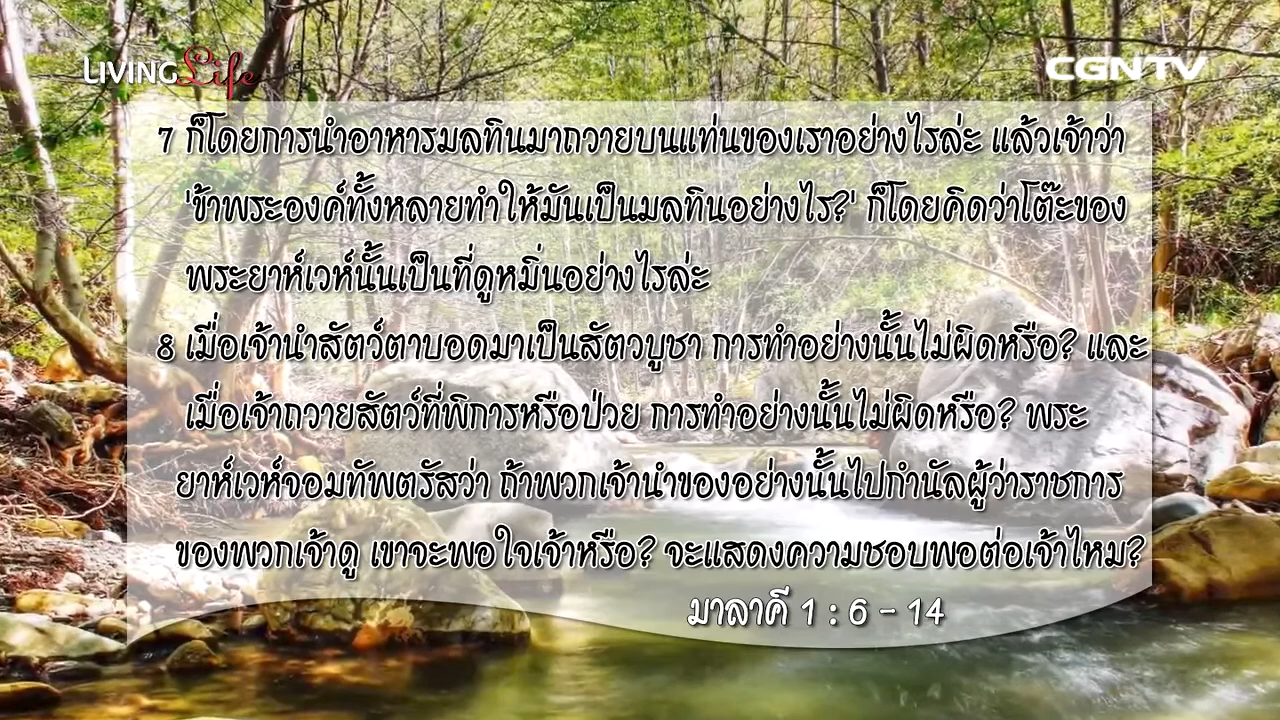 LIVING Life
CGNTV
7 ก็โดยการนำอาหารมลทินมาถวายบนแท่นของเราอย่างไรล่ะ แล้วเจ้าว่า
'ข้าพระองค์ทั้งหลายทำให้มันเป็นมลทินอย่างไร?' ก็โดยคิดว่าโต๊ะของ
พระยาห์เวห์นั้นเป็นที่ดูหมิ่นอย่างไรล่ะ
8 เมื่อเจ้านำสัตว์ตาบอดมาเป็นสัตวบูชา การทำอย่างนั้นไม่ผิดหรือ? และ
เมื่อเจ้าถวายสัตว์ที่พิการหรือป่วย การทำอย่างนั้นไม่ผิดหรือ? พระ
ยาห์เวห์จอมทัพตรัสว่า ถ้าพวกเจ้านำของอย่างนั้นไปกำนัลผู้ว่าราชการ
ของพวกเจ้าดู เขาจะพอใจเจ้าหรือ? จะแสดงความชอบพอต่อเจ้าไหม?
มาลาคี 1 : 6 - 14